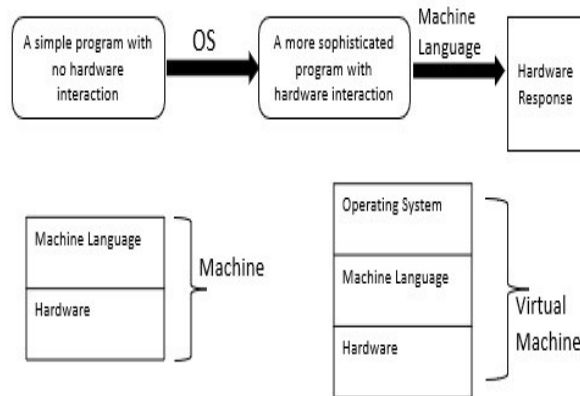 A simple program with
no hardware
interaction
OS
A more sophisticated
program with
hardware interaction
Machine
Language
Hardware
Response
Machine Language
Hardware
Machine
Operating System
Machine Language
Hardware
Virtual
Machine